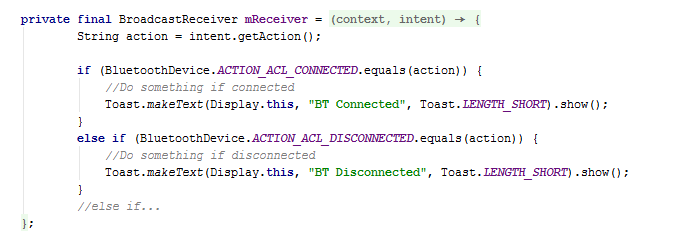 private final BroadcastReceiver mReceiver = (context, intent) → {
        String action = intent.getAction();

        if (BluetoothDevice.ACTION_ACL_CONNECTED.equals(action)) {
            //Do something if connected
            Toast.makeText(Display.this, "BT Connected", Toast.LENGTH_SHORT).show();
        }
        else if (BluetoothDevice.ACTION_ACL_DISCONNECTED.equals(action)) {
            //Do something if disconnected
            Toast.makeText(Display.this, "BT Disconnected", Toast.LENGTH_SHORT).show();
        }
        //else if...
};